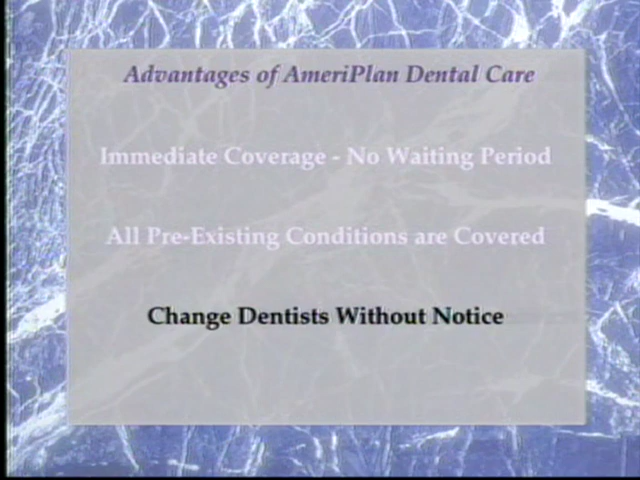 Advantages of AmeriPlan Dental Care
Immediate Coverage - No Waiting Period
All Pre-Existing Conditions are Covered
Change Dentists Without Notice